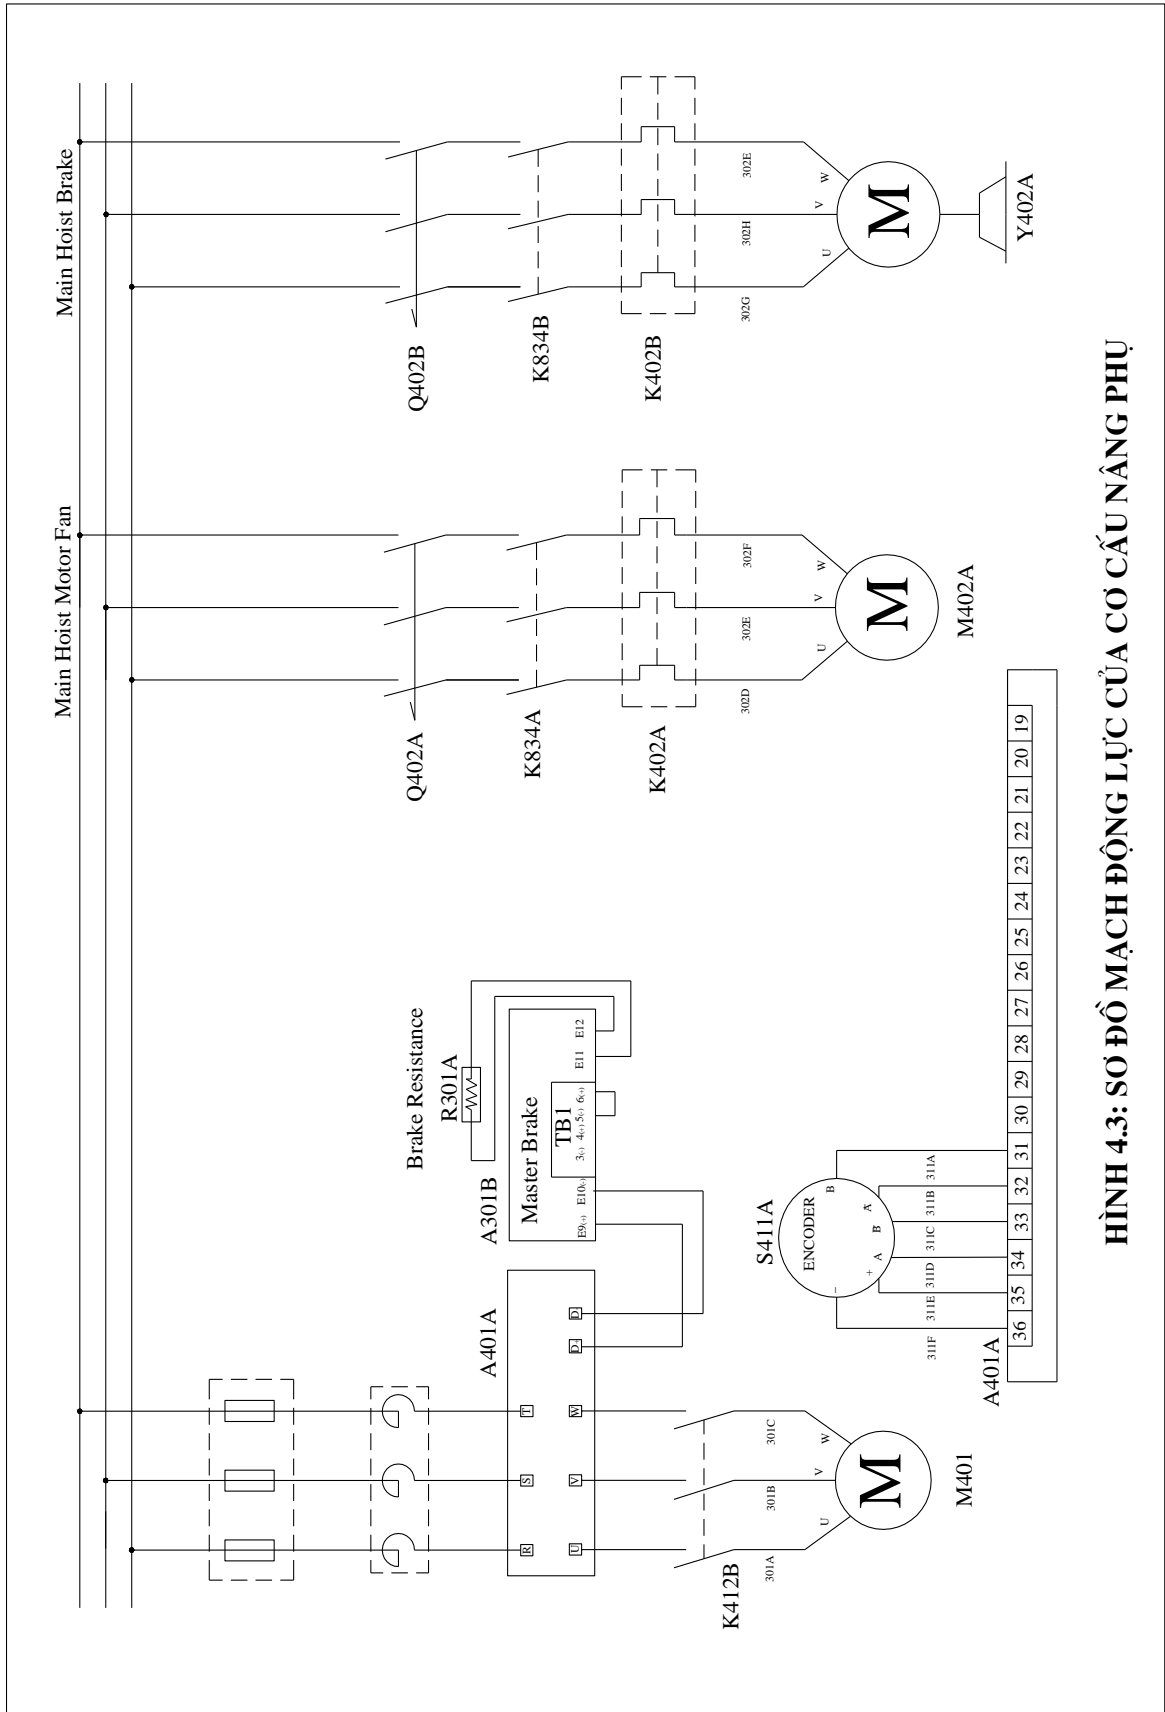 Main Hoist Motor Fan
Main Hoist Brake
Brake Resistance
R301A
A301B
Master Brake
TB1
E9(+)
E10(-)
3(-)
4(+)
5(-)
6(+)
E11
E12
A401A
R
S
T
U
V
W
D+
D
K412B
301A
301B
301C
U
V
W
M
M401
S411A
ENCODER
-
+
A
B
A
B
311F
311E
311D
311C
311B
311A
A401A
36
35
34
33
32
31
30
29
28
27
26
25
24
23
22
21
20
19
Q402A
K834A
K402A
302D
302E
302F
U
V
W
M
M402A
Q402B
K834B
K402B
302G
302H
302E
U
V
W
M
Y402A
HÌNH 4.3: SƠ ĐỒ MẠCH ĐỘNG LỰC CỦA CƠ CẤU NÂNG PHỤ